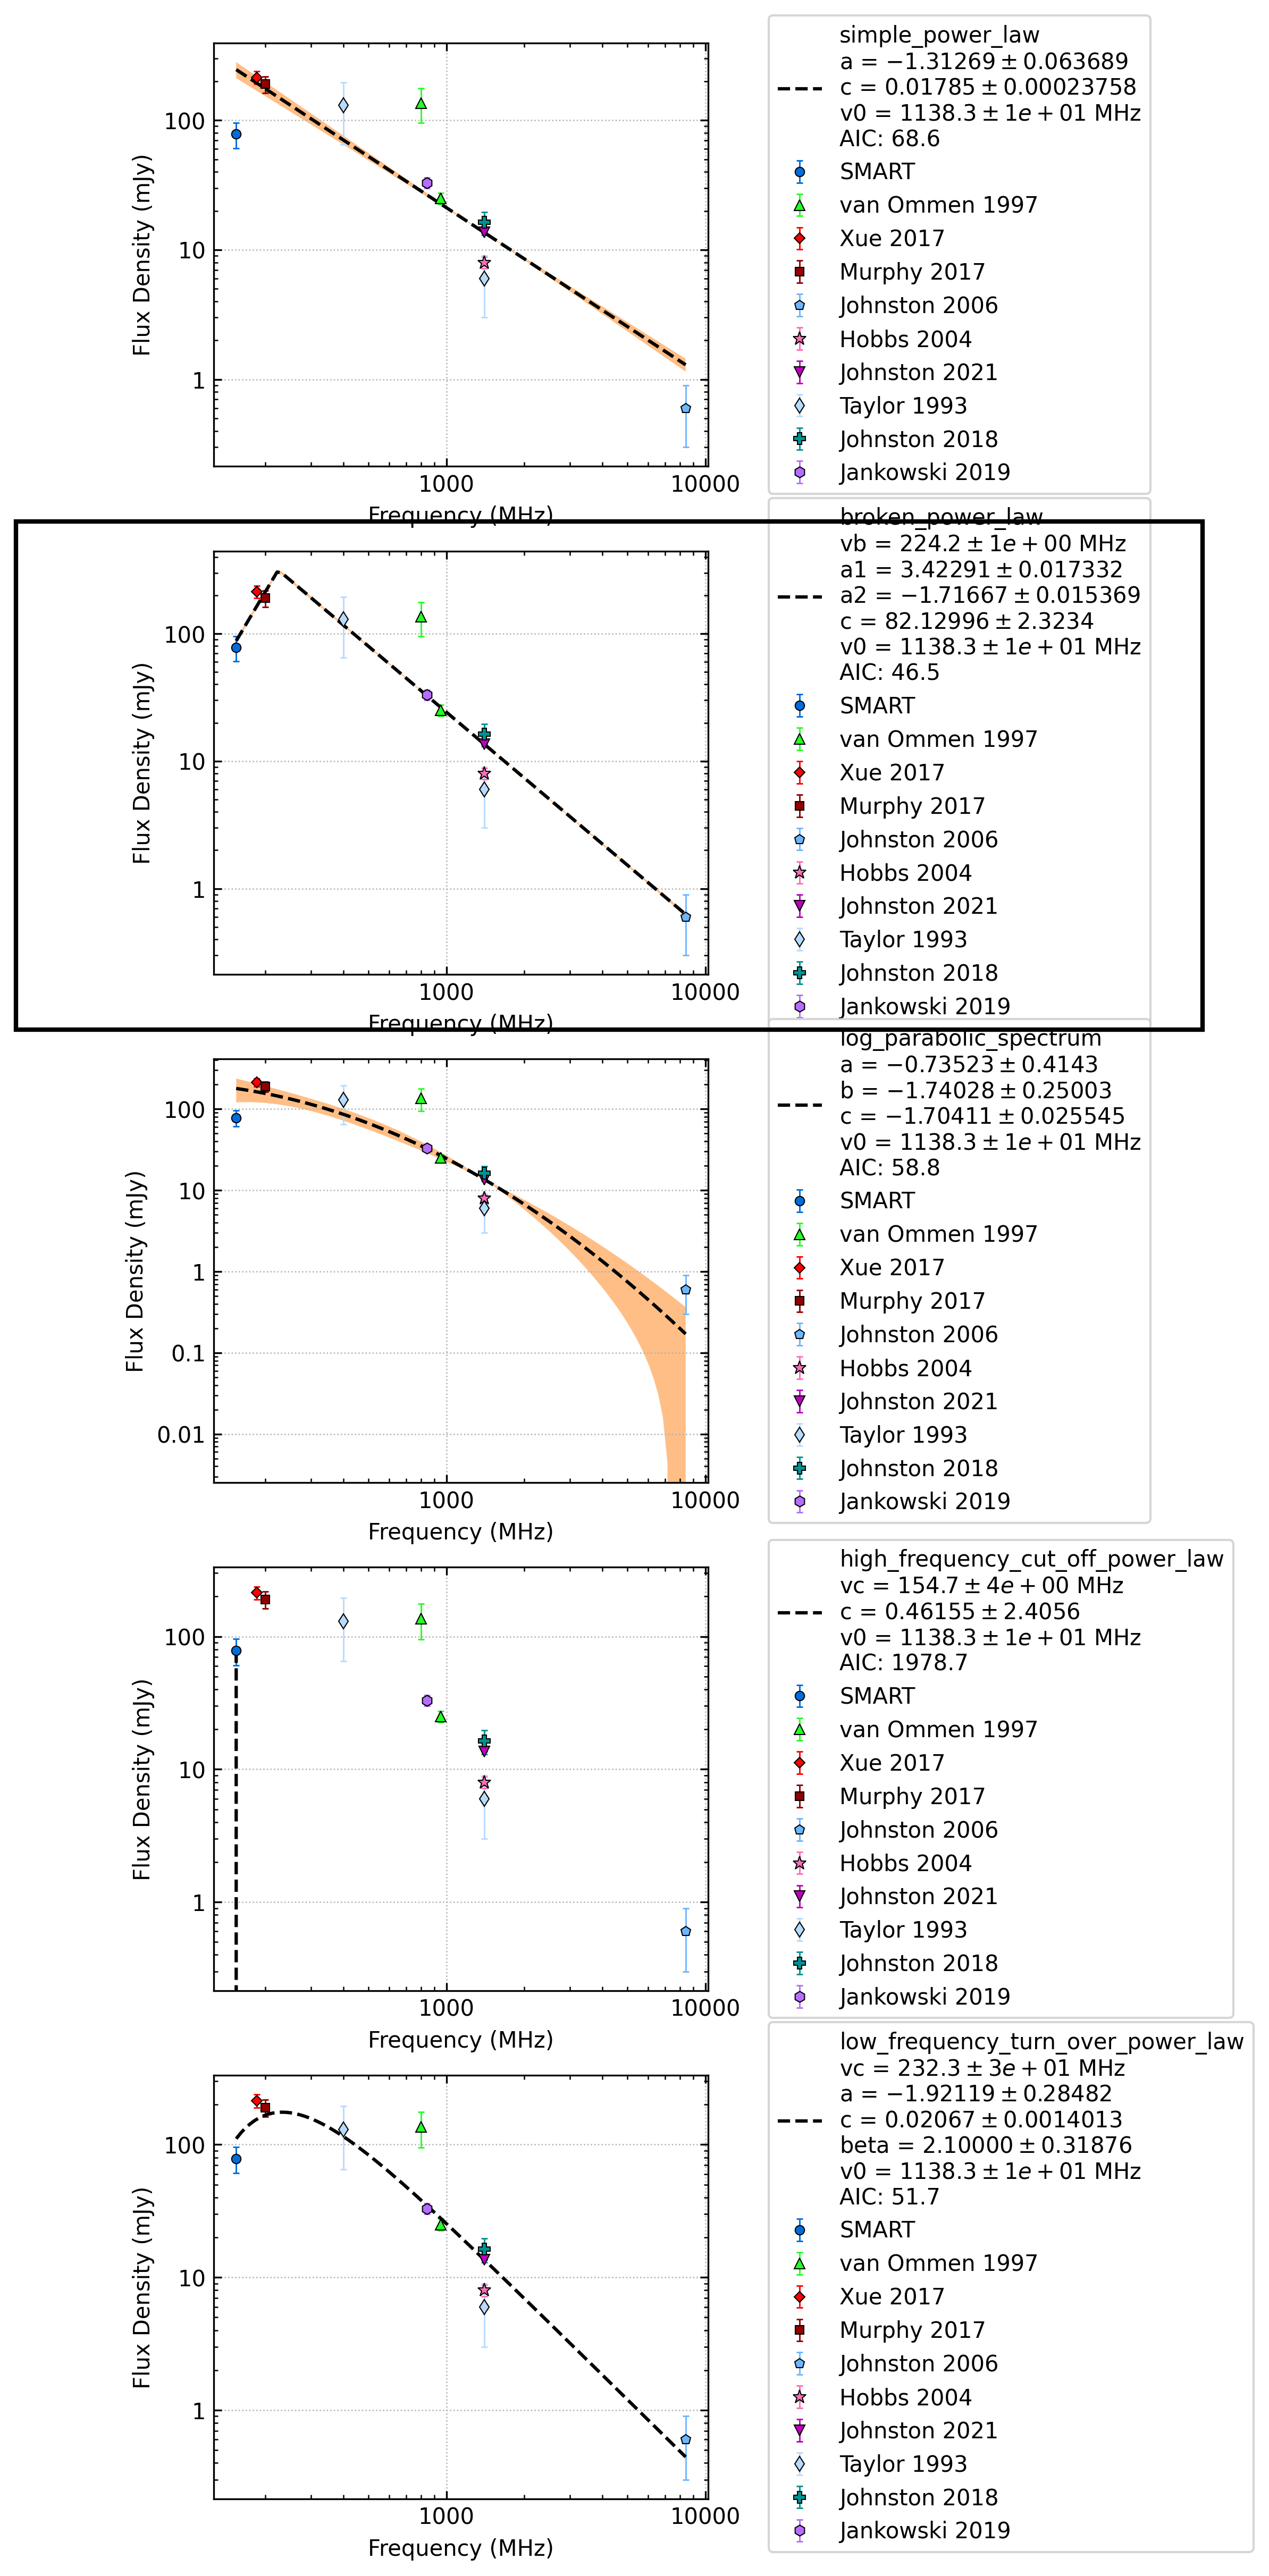 simple_power_law
a = −1.31269 ± 0.063689
c = 0.01785 ± 0.00023758
v0 = 1138.3 ± 1e + 01 MHz
AIC: 68.6
SMART
van Ommen 1997
Xue 2017
Murphy 2017
Johnston 2006
Hobbs 2004
Johnston 2021
Taylor 1993
Johnston 2018
Jankowski 2019
100
10
1
1000
10000
Flux Density (mJy)
Frequency (MHz)
broken_power_law
vb = 224.2 ± 1e + 00 MHz
a1 = 3.42291 ± 0.017332
a2 = −1.71667 ± 0.015369
c = 82.12996 ± 2.3234
v0 = 1138.3 ± 1e + 01 MHz
AIC: 46.5
SMART
van Ommen 1997
Xue 2017
Murphy 2017
Johnston 2006
Hobbs 2004
Johnston 2021
Taylor 1993
Johnston 2018
Jankowski 2019
100
10
1
1000
10000
Flux Density (mJy)
Frequency (MHz)
log_parabolic_spectrum
a = −0.73523 ± 0.4143
b = −1.74028 ± 0.25003
c = −1.70411 ± 0.025545
v0 = 1138.3 ± 1e + 01 MHz
AIC: 58.8
SMART
van Ommen 1997
Xue 2017
Murphy 2017
Johnston 2006
Hobbs 2004
Johnston 2021
Taylor 1993
Johnston 2018
Jankowski 2019
100
10
1
0.1
0.01
1000
10000
Flux Density (mJy)
Frequency (MHz)
high_frequency_cut_off_power_law
vc = 154.7 ± 4e + 00 MHz
c = 0.46155 ± 2.4056
v0 = 1138.3 ± 1e + 01 MHz
AIC: 1978.7
SMART
van Ommen 1997
Xue 2017
Murphy 2017
Johnston 2006
Hobbs 2004
Johnston 2021
Taylor 1993
Johnston 2018
Jankowski 2019
100
10
1
1000
10000
Flux Density (mJy)
Frequency (MHz)
low_frequency_turn_over_power_law
vc = 232.3 ± 3e + 01 MHz
a = −1.92119 ± 0.28482
c = 0.02067 ± 0.0014013
beta = 2.10000 ± 0.31876
v0 = 1138.3 ± 1e + 01 MHz
AIC: 51.7
SMART
van Ommen 1997
Xue 2017
Murphy 2017
Johnston 2006
Hobbs 2004
Johnston 2021
Taylor 1993
Johnston 2018
Jankowski 2019
100
10
1
1000
10000
Flux Density (mJy)
Frequency (MHz)